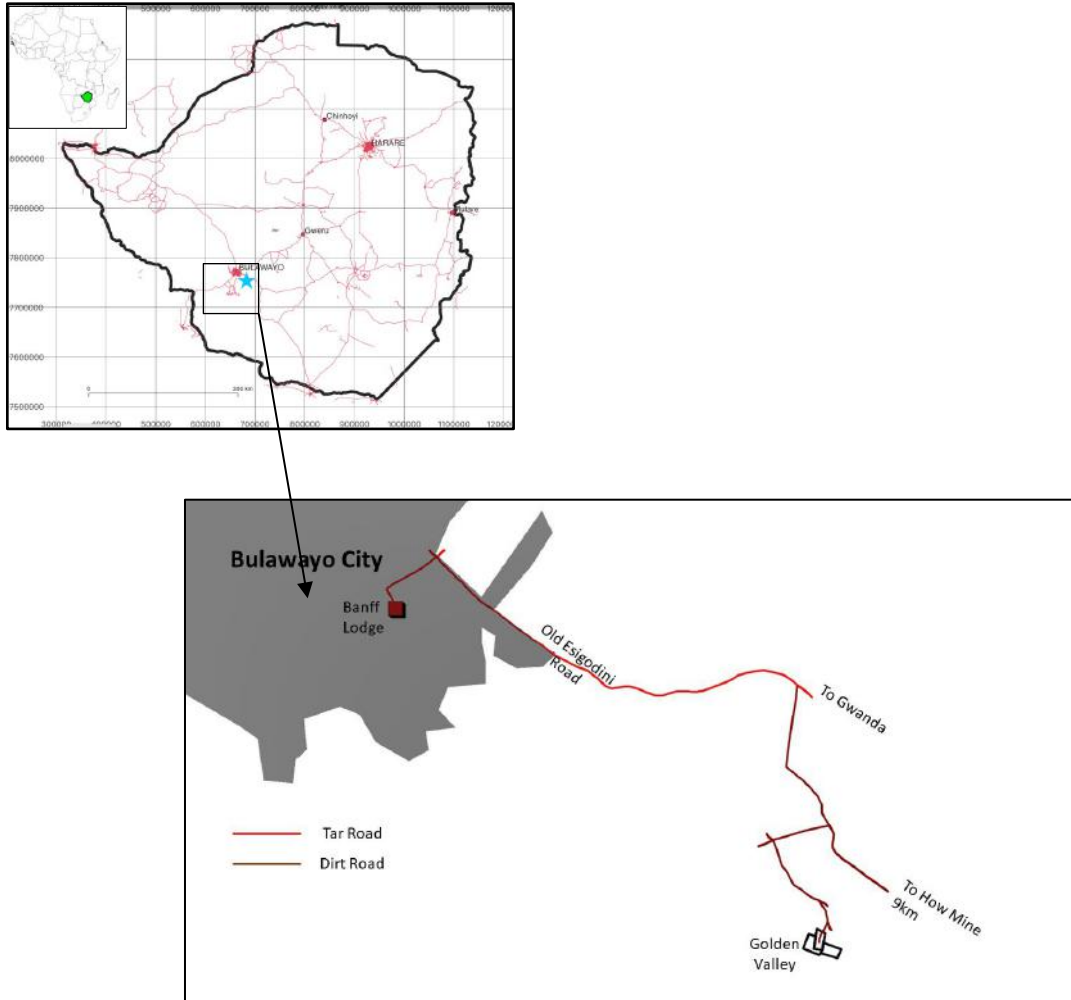 Chinhoyi
HARARE
8000000
7900000
Mutare
Gweru
7800000
BULAWAYO
7700000
7600000
0
200 km
7500000
500000
600000
700000
800000
900000
1000000
1100000
Bulawayo City
Banff
Lodge
Old Esigodini
Road
To Gwanda
Tar Road
Dirt Road
To How Mine
9km
Golden
Valley